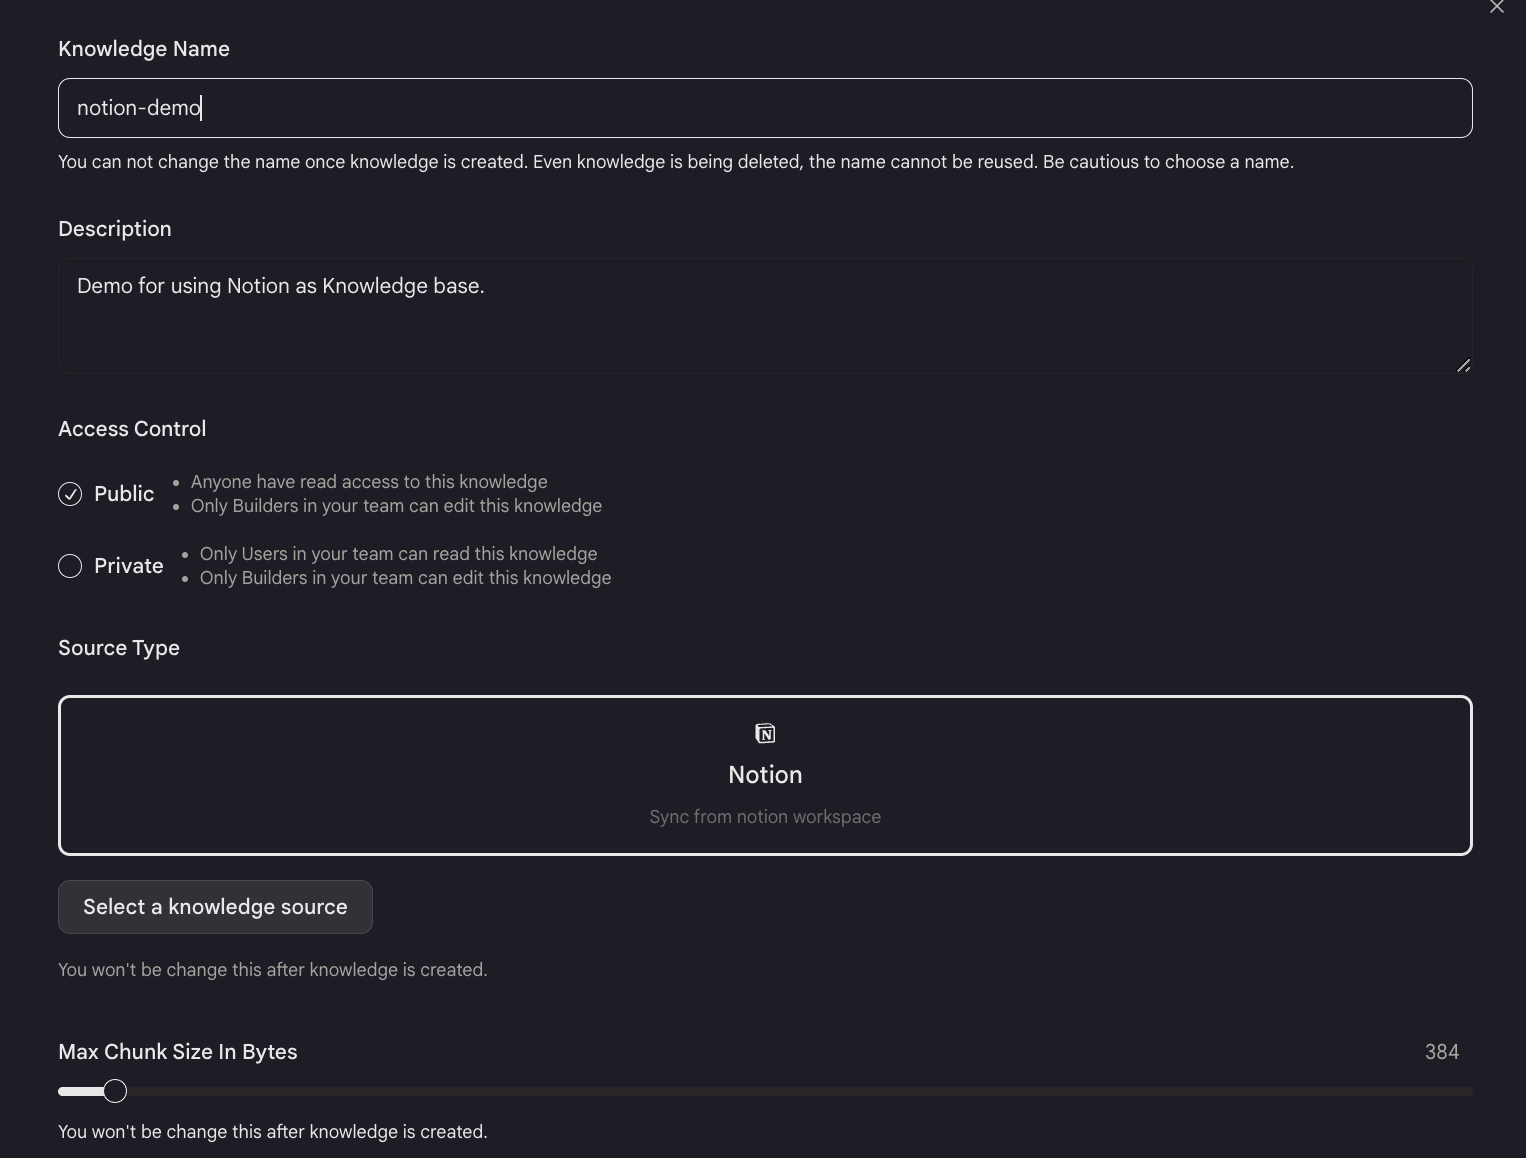 Knowledge Name
notion-demo
You can not change the name once knowledge is created. Even knowledge is being deleted, the name cannot be reused. Be cautious to choose a name.
Description
Demo for using Notion as Knowledge base.
Access Control
Public
Anyone have read access to this knowledge
Only Builders in your team can edit this knowledge
Private
Only Users in your team can read this knowledge
Only Builders in your team can edit this knowledge
Source Type
N
Notion
Sync from notion workspace
Select a knowledge source
You won't be change this after knowledge is created.
Max Chunk Size In Bytes 384
You won't be change this after knowledge is created.